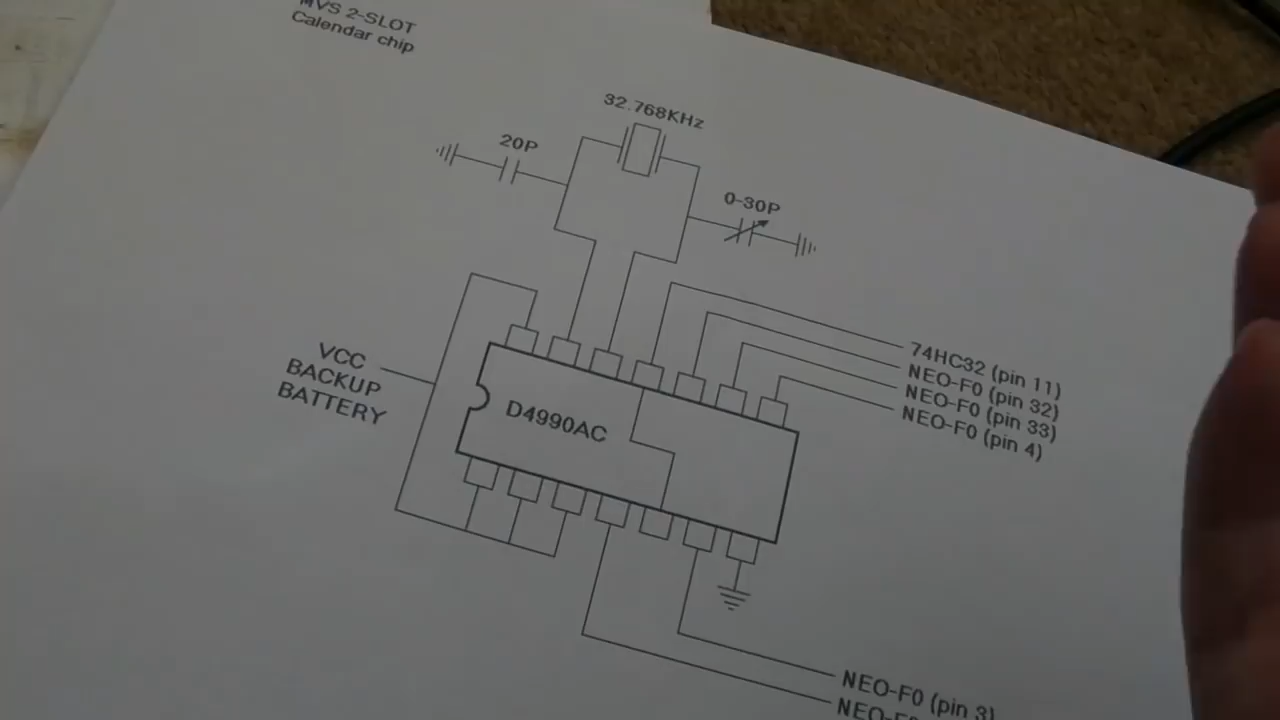 MVS 2-SLOT
Calendar chip
32.768KHz
20P
0-30P
VCC
BACKUP
BATTERY
D4990AC
74HC32 (pin 11)
NEO-F0 (pin 32)
NEO-F0 (pin 33)
NEO-F0 (pin 4)
NEO-F0 (pin 3)